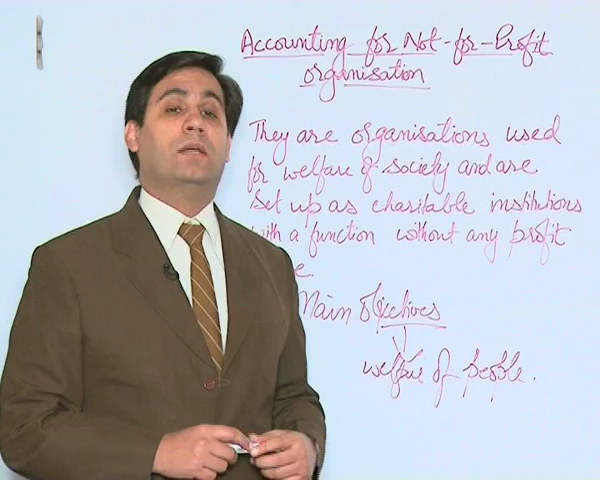 Accounting for Not-for-Profit
organisation
They are organisations used
for welfare of society and are
set up as charitable institutions
with a function without any profit
Main objectives
welfare of people.